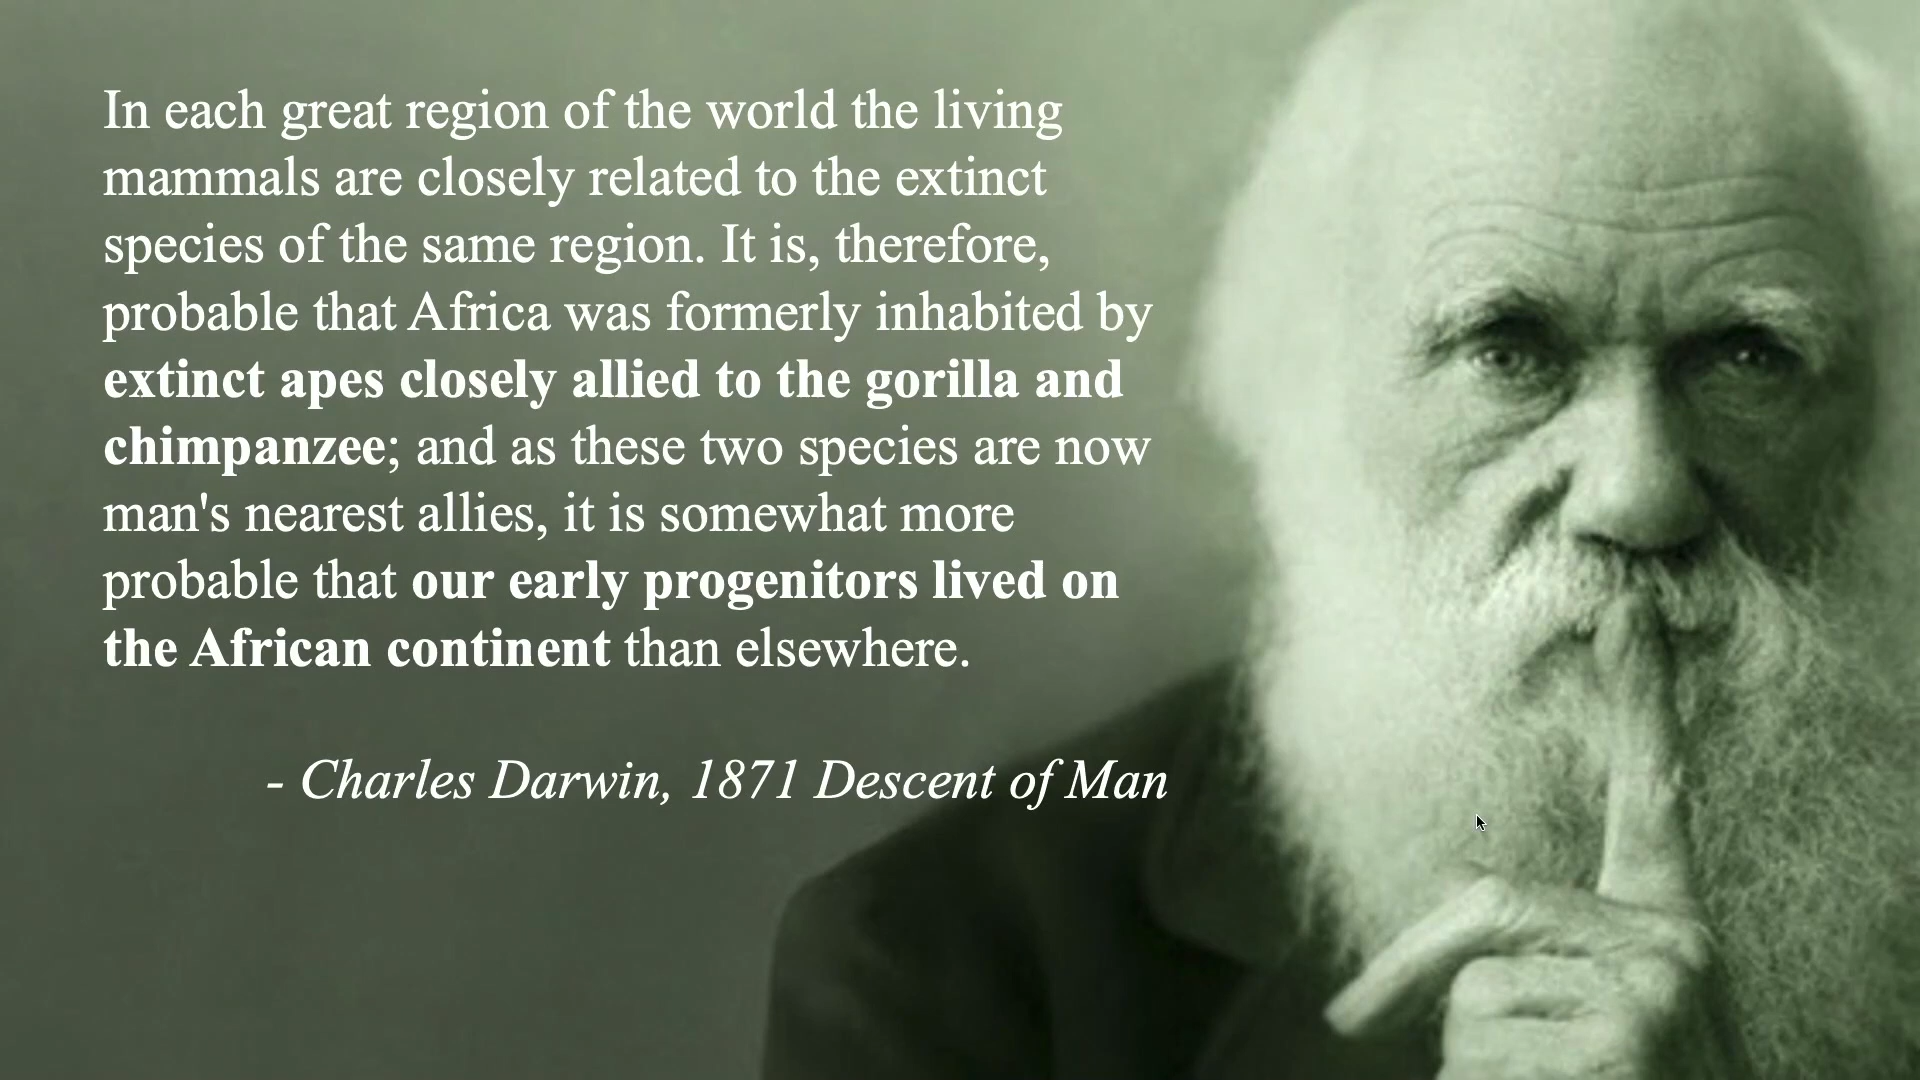 In each great region of the world the living
mammals are closely related to the extinct
species of the same region. It is, therefore,
probable that Africa was formerly inhabited by
extinct apes closely allied to the gorilla and
chimpanzee; and as these two species are now
man's nearest allies, it is somewhat more
probable that our early progenitors lived on
the African continent than elsewhere.
- Charles Darwin, 1871 Descent of Man